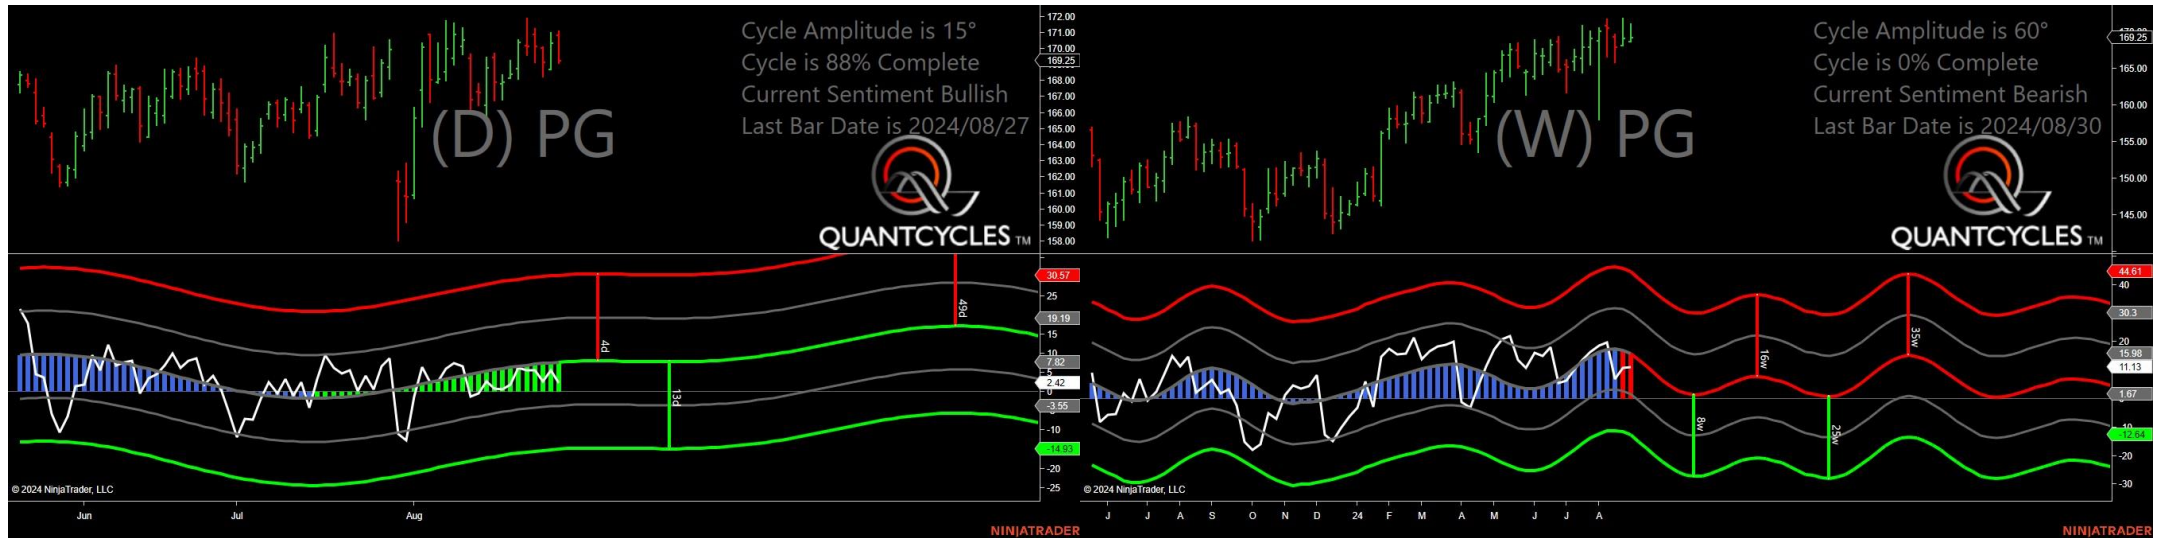 Cycle Amplitude is 15°
Cycle is 88% Complete
Current Sentiment Bullish
Last Bar Date is 2024/08/27
(D) PG
QUANTCYCLES TM
172.00
171.00
170.00
169.25
168.00
167.00
166.00
165.00
164.00
163.00
162.00
161.00
160.00
159.00
158.00
30.57
25
19.19
15
10
7.82
5
2.42
0
-3.55
-10
-14.93
-20
-25
4d
13d
49d
© 2024 NinjaTrader, LLC
Jun
Jul
Aug
NINJATRADER
Cycle Amplitude is 60°
Cycle is 0% Complete
Current Sentiment Bearish
Last Bar Date is 2024/08/30
(W) PG
QUANTCYCLES TM
169.25
165.00
160.00
155.00
150.00
145.00
44.61
40
30.3
20
15.98
11.13
1.67
-12.64
-20
-30
8w
16w
25w
35w
© 2024 NinjaTrader, LLC
J
J
A
S
O
N
D
24
F
M
A
M
J
J
A
NINJATRADER